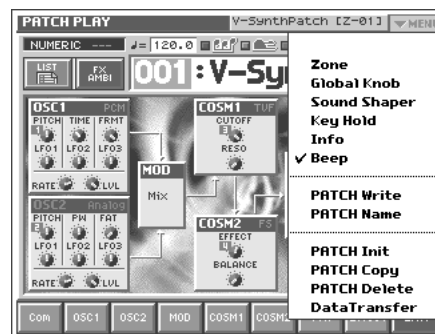 PATCH PLAY
V-SynthPatch [Z-01]
MENU
NUMERIC ---
♩= 120.0
LIST
FX AMBI
001:V-Sy
OSC1 PCM
PITCH TIME FRMT
1
LFO1 LFO2 LFO3
RATE LVL
OSC2 Analog
PITCH PW FAT
2
LFO1 LFO2 LFO3
RATE LVL
MOD
Mix
COSM1 TVF
CUTOFF
3
RESO
COSM2 FS
EFFECT
4
BALANCE
Zone
Global Knob
Sound Shaper
Key Hold
Info
✓ Beep
PATCH Write
PATCH Name
PATCH Init
PATCH Copy
PATCH Delete
DataTransfer
Com OSC1 OSC2 MOD COSM1 COSM2